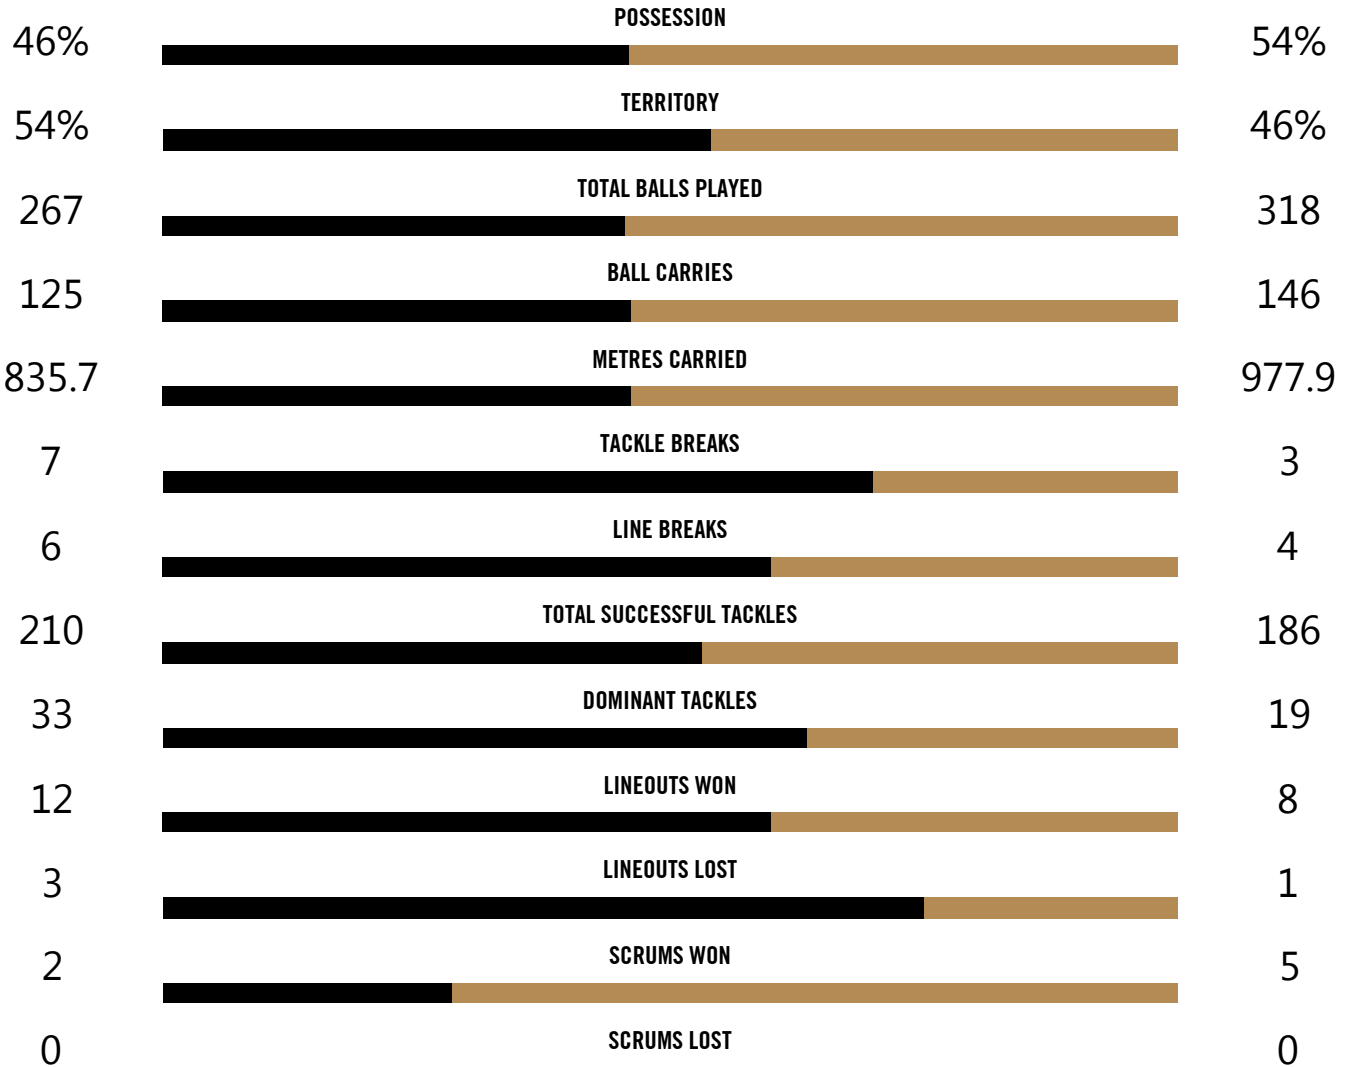 POSSESSION
46% 54%
TERRITORY
54% 46%
TOTAL BALLS PLAYED
267 318
BALL CARRIES
125 146
METRES CARRIED
835.7 977.9
TACKLE BREAKS
7 3
LINE BREAKS
6 4
TOTAL SUCCESSFUL TACKLES
210 186
DOMINANT TACKLES
33 19
LINEOUTS WON
12 8
LINEOUTS LOST
3 1
SCRUMS WON
2 5
SCRUMS LOST
0 0